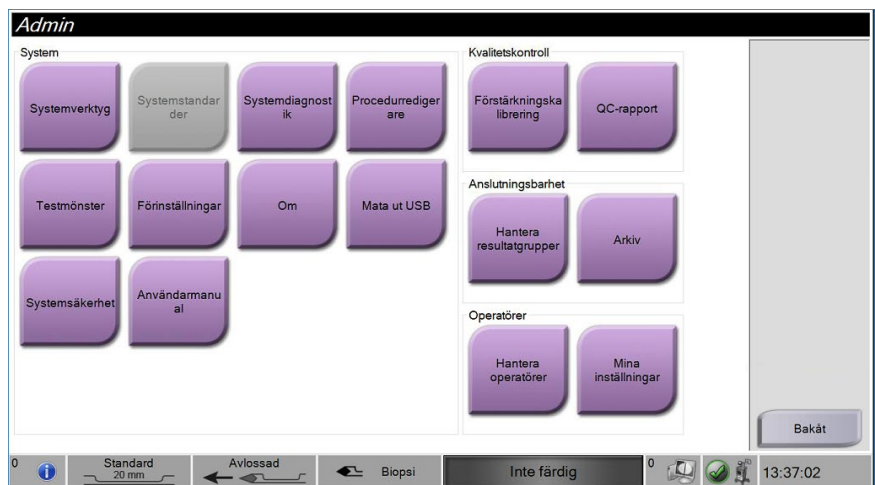 Admin
System
Systemverktyg
Systemstandar
der
Systemdiagnost
ik
Procedurrediger
are
Testmönster
Förinställningar
Om
Mata ut USB
Systemsäkerhet
Användarmanu
al
Kvalitetskontroll
Förstärkningska
librering
QC-rapport
Anslutningsbarhet
Hantera
resultatgrupper
Arkiv
Operatörer
Hantera
operatörer
Mina
inställningar
Bakåt
0
Standard
20 mm
Avlossad
Biopsi
Inte färdig
0
13:37:02